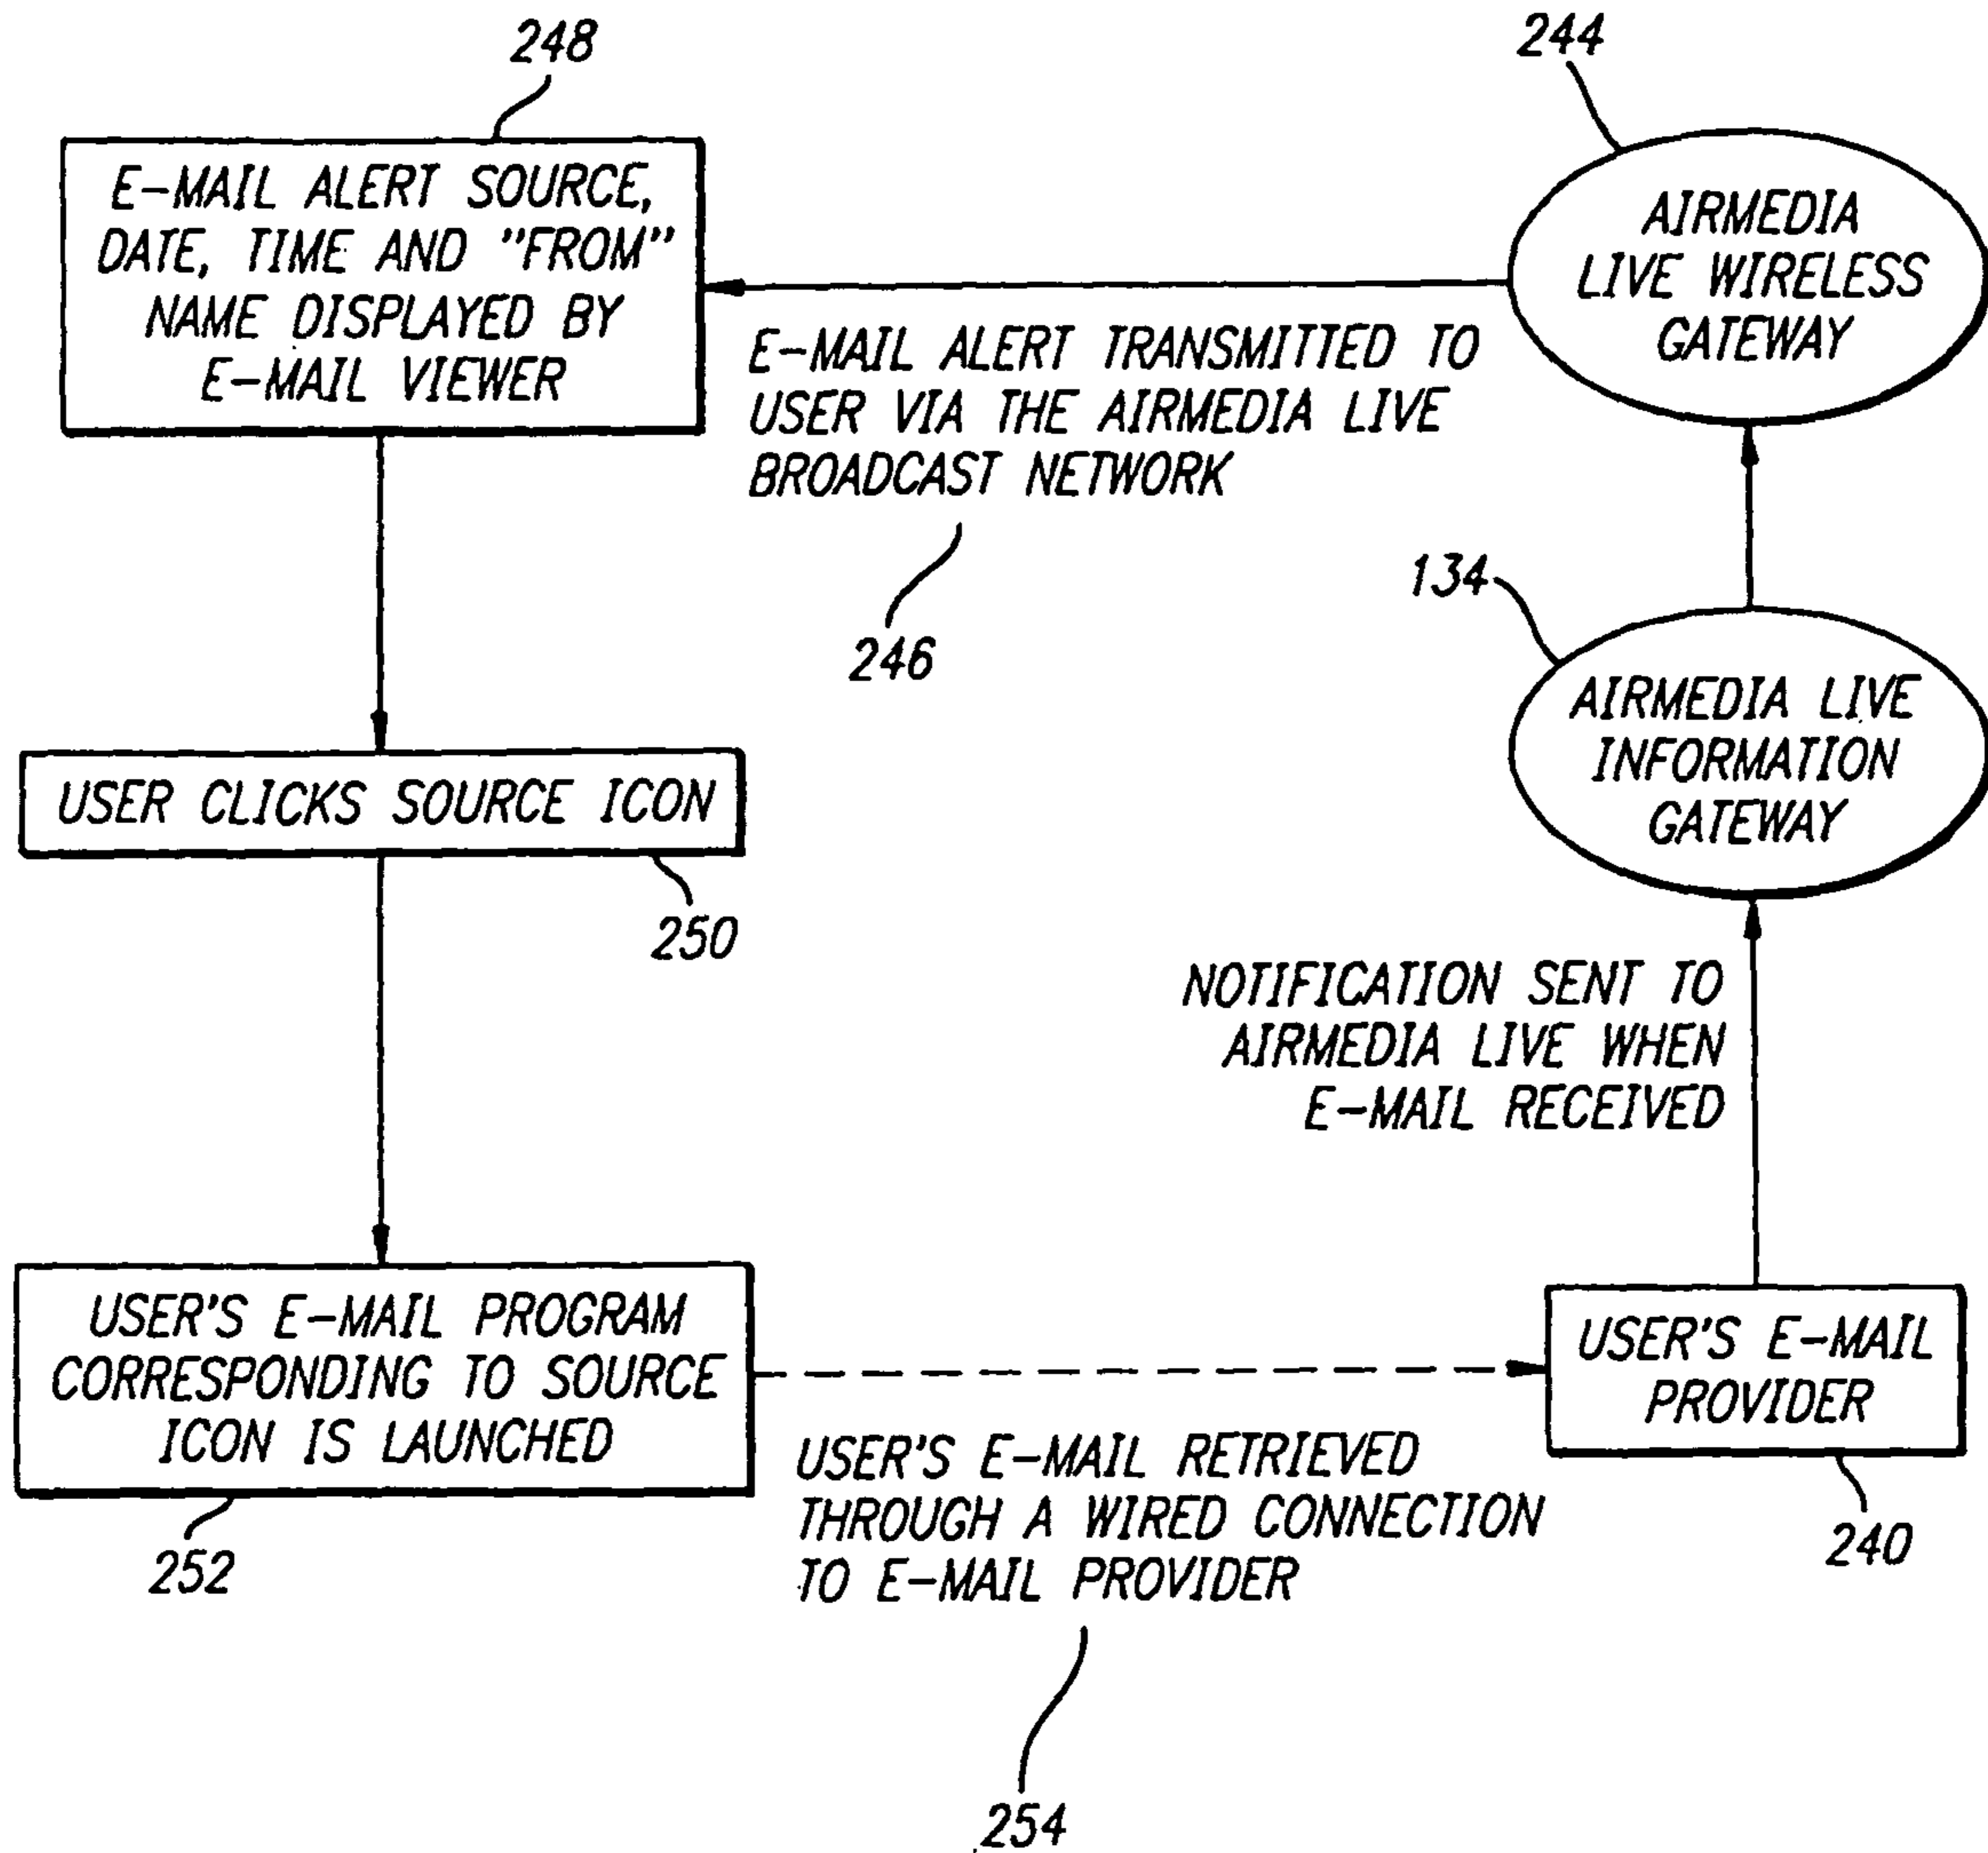 248
244
E-MAIL ALERT SOURCE,
DATE, TIME AND "FROM"
NAME DISPLAYED BY
E-MAIL VIEWER
AIRMEDIA
LIVE WIRELESS
GATEWAY
E-MAIL ALERT TRANSMITTED TO
USER VIA THE AIRMEDIA LIVE
BROADCAST NETWORK
246
134
AIRMEDIA LIVE
INFORMATION
GATEWAY
USER CLICKS SOURCE ICON
250
NOTIFICATION SENT TO
AIRMEDIA LIVE WHEN
E-MAIL RECEIVED
USER'S E-MAIL PROGRAM
CORRESPONDING TO SOURCE
ICON IS LAUNCHED
252
USER'S E-MAIL
PROVIDER
240
USER'S E-MAIL RETRIEVED
THROUGH A WIRED CONNECTION
TO E-MAIL PROVIDER
254